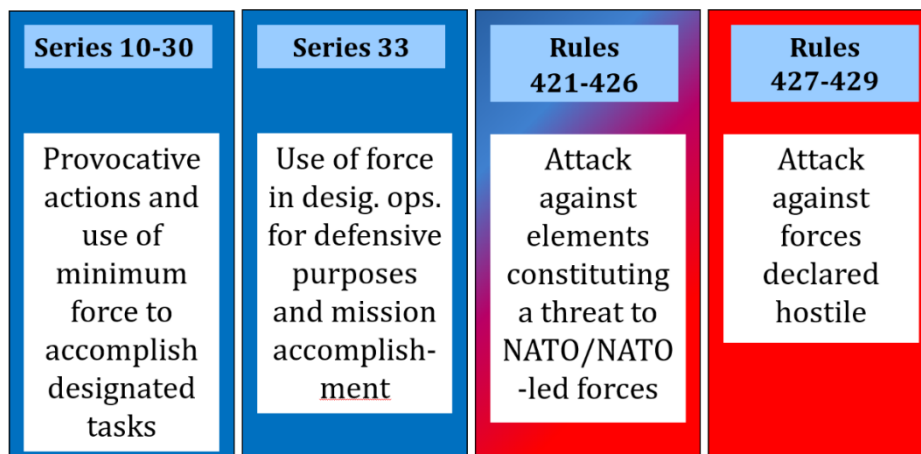 Series 10-30
Provocative
actions and
use of
minimum
force to
accomplish
designated
tasks
Series 33
Use of force
in desig. ops.
for defensive
purposes
and mission
accomplish-
ment
Rules
421-426
Attack
against
elements
constituting
a threat to
NATO/NATO
-led forces
Rules
427-429
Attack
against
forces
declared
hostile